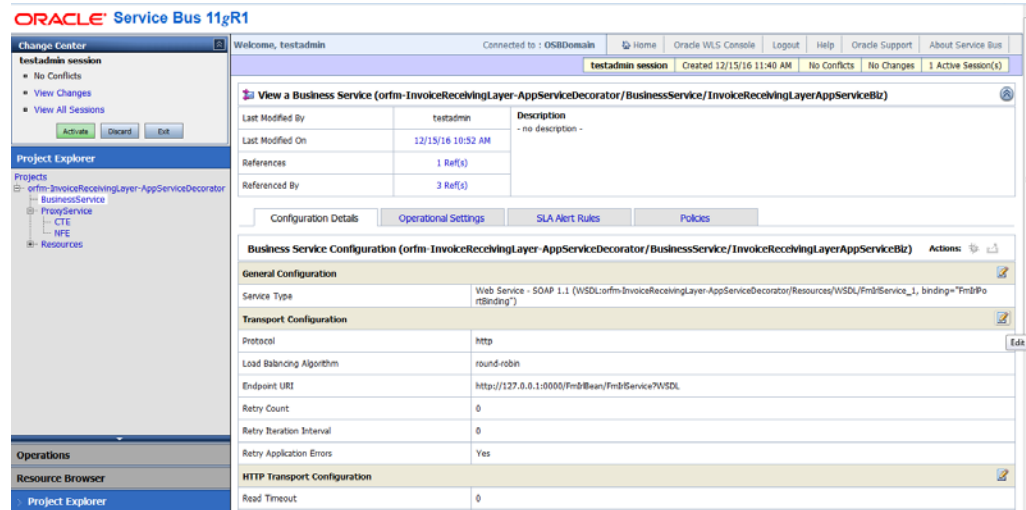 ORACLE® Service Bus 11gR1
Change Center
testadmin session
No Conflicts
View Changes
View All Sessions
Activate Discard Exit
Project Explorer
Projects
orfm-InvoiceReceivingLayer-AppServiceDecorator
BusinessService
ProxyService
CTE
NFE
Resources
Operations
Resource Browser
Project Explorer
Welcome, testadmin Connected to : OSBDomain Home Oracle WLS Console Logout Help Oracle Support About Service Bus
testadmin session Created 12/15/16 11:40 AM No Conflicts No Changes 1 Active Session(s)
View a Business Service (orfm-InvoiceReceivingLayer-AppServiceDecorator/BusinessService/InvoiceReceivingLayerAppServiceBiz)
Last Modified By testadmin
Last Modified On 12/15/16 10:52 AM
References 1 Ref(s)
Referenced By 3 Ref(s)
Description
- no description -
Configuration Details Operational Settings SLA Alert Rules Policies
Business Service Configuration (orfm-InvoiceReceivingLayer-AppServiceDecorator/BusinessService/InvoiceReceivingLayerAppServiceBiz) Actions:
General Configuration
Service Type Web Service - SOAP 1.1 (WSDL:orfm-InvoiceReceivingLayer-AppServiceDecorator/Resources/WSDL/FmIrlService_1, binding="FmIrlPo
rtBinding")
Transport Configuration
Protocol http
Edit
Load Balancing Algorithm round-robin
Endpoint URI http://127.0.0.1:0000/FmIrlBean/FmIrlService?WSDL
Retry Count 0
Retry Iteration Interval 0
Retry Application Errors Yes
HTTP Transport Configuration
Read Timeout 0